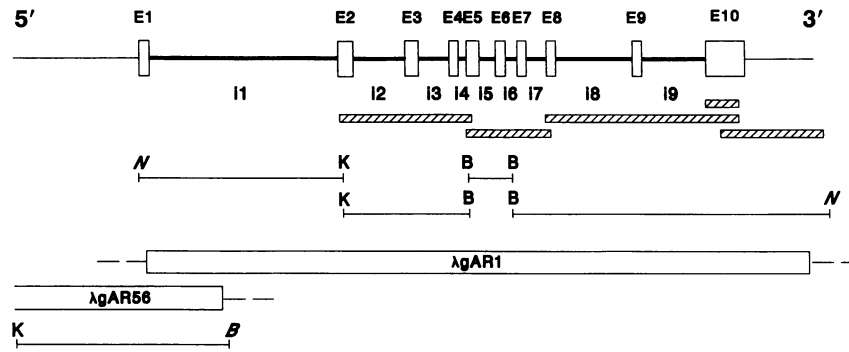 5′ E1 E2 E3 E4 E5 E6 E7 E8 E9 E10 3′
I1 I2 I3 I4 I5 I6 I7 I8 I9
N K B B
K B B N
λgAR1
λgAR56
K B